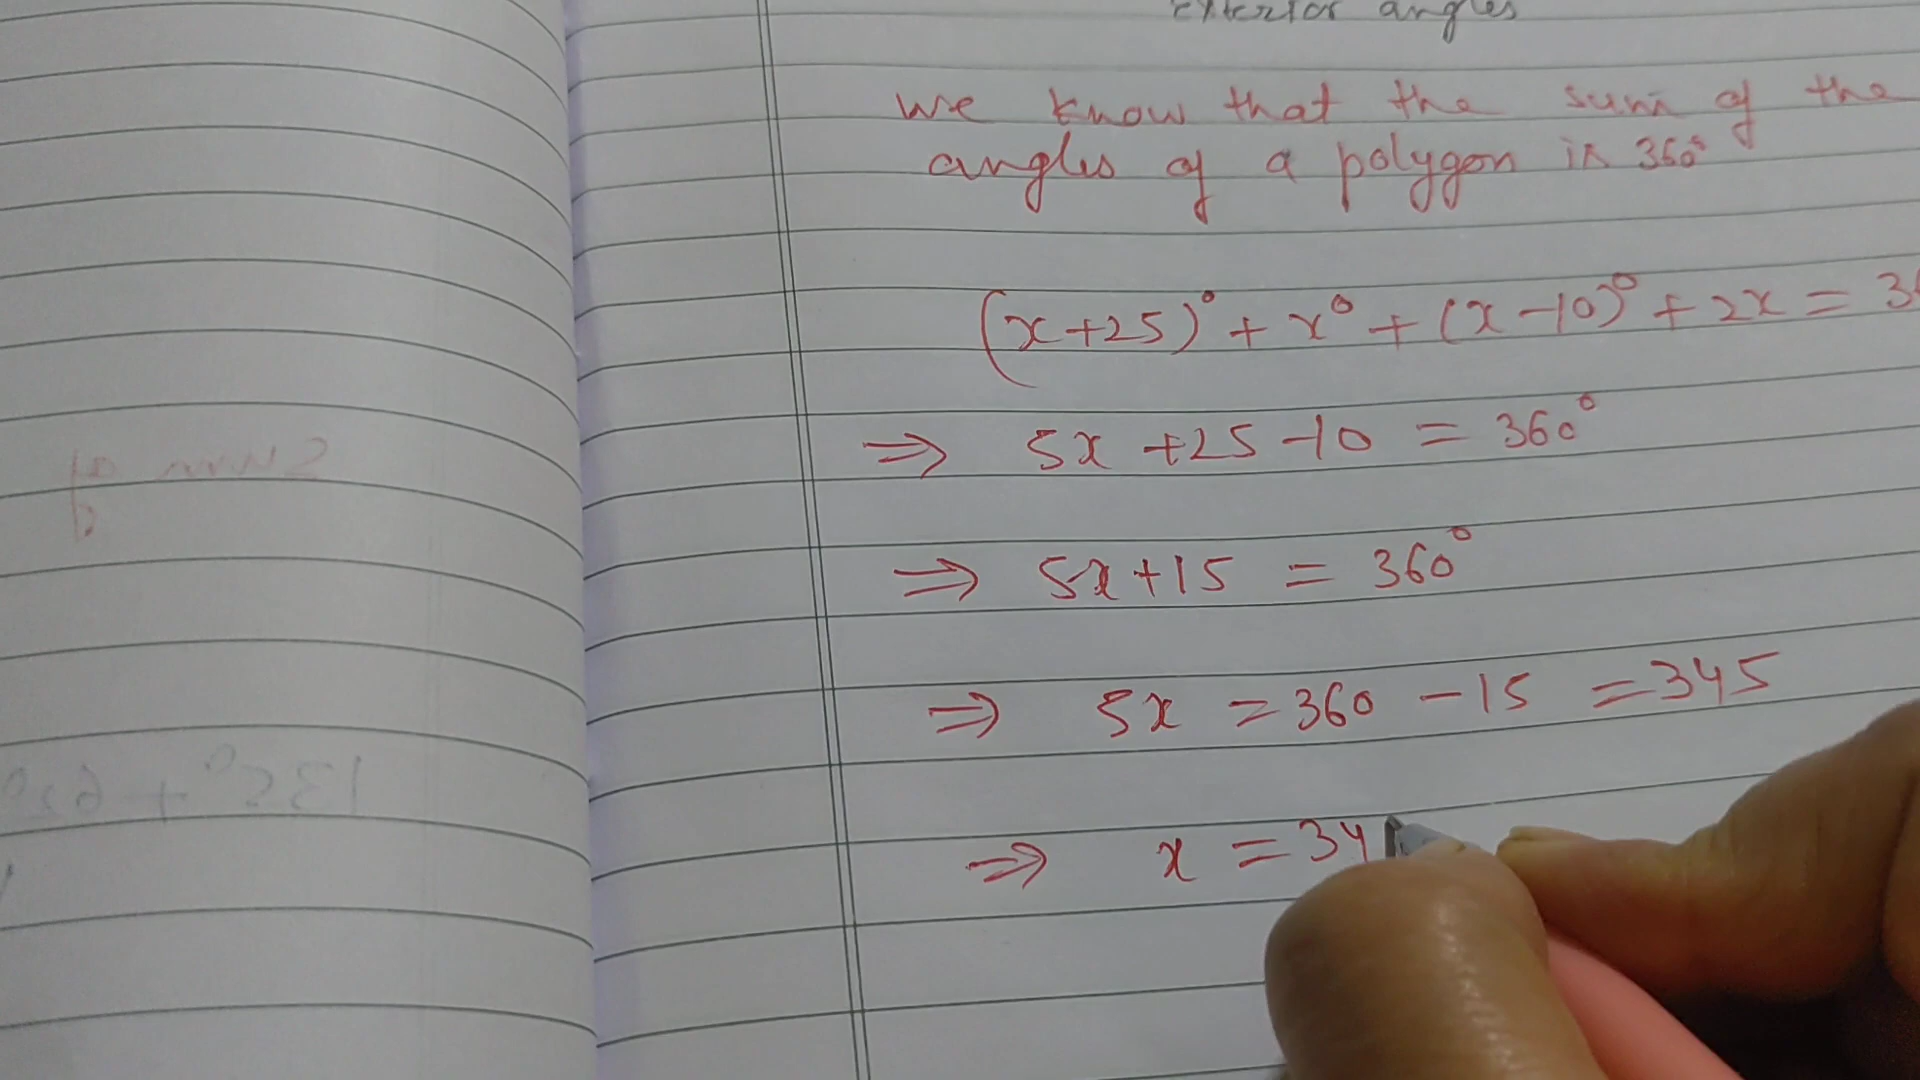 exterior angles
we know that the sum of the
angles of a polygon is 360°
(x+25)° + x° + (x-10)° + 2x = 36
⇒ 5x +25 -10 = 360°
⇒ 5x+15 = 360°
⇒ 5x = 360 - 15 = 345
⇒ x = 34